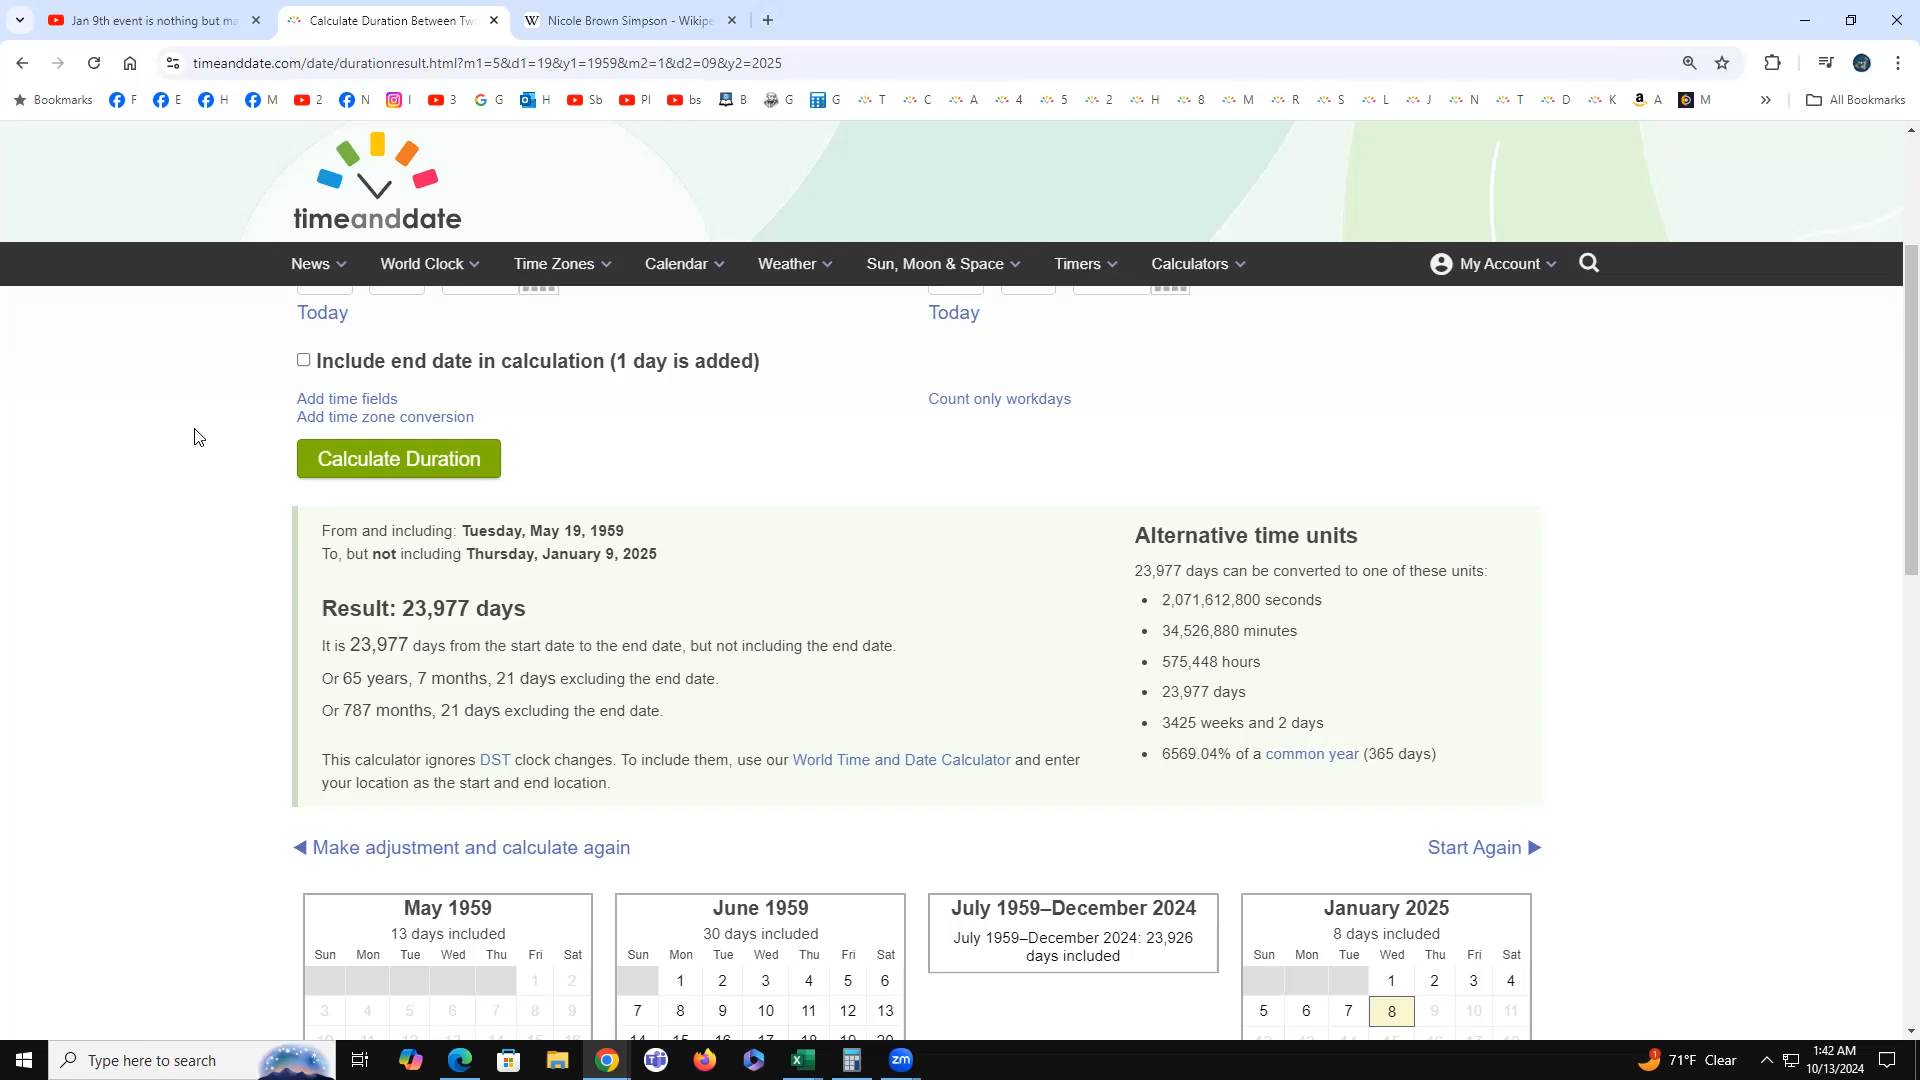 Jan 9th event is nothing but ma
Calculate Duration Between Tw
Nicole Brown Simpson - Wikipe
timeanddate.com/date/durationresult.html?m1=5&d1=19&y1=1959&m2=1&d2=09&y2=2025
Bookmarks F E H M 2 N I 3 G H Sb Pl bs B G G T C A 4 5 2 H 8 M R S L J N T D K A M » All Bookmarks
timeanddate
News World Clock Time Zones Calendar Weather Sun, Moon & Space Timers Calculators My Account
Today Today
Include end date in calculation (1 day is added)
Add time fields Count only workdays
Add time zone conversion
Calculate Duration
From and including: Tuesday, May 19, 1959
To, but not including Thursday, January 9, 2025
Result: 23,977 days
It is 23,977 days from the start date to the end date, but not including the end date.
Or 65 years, 7 months, 21 days excluding the end date.
Or 787 months, 21 days excluding the end date.
This calculator ignores DST clock changes. To include them, use our World Time and Date Calculator and enter
your location as the start and end location.
Alternative time units
23,977 days can be converted to one of these units:
• 2,071,612,800 seconds
• 34,526,880 minutes
• 575,448 hours
• 23,977 days
• 3425 weeks and 2 days
• 6569.04% of a common year (365 days)
◀ Make adjustment and calculate again
Start Again ▶
May 1959
13 days included
Sun Mon Tue Wed Thu Fri Sat
1 2
3 4 5 6 7 8 9
June 1959
30 days included
Sun Mon Tue Wed Thu Fri Sat
1 2 3 4 5 6
7 8 9 10 11 12 13
July 1959–December 2024
July 1959–December 2024: 23,926
days included
January 2025
8 days included
Sun Mon Tue Wed Thu Fri Sat
1 2 3 4
5 6 7 8 9 10 11
Type here to search
zm
1
71°F Clear
1:42 AM
10/13/2024